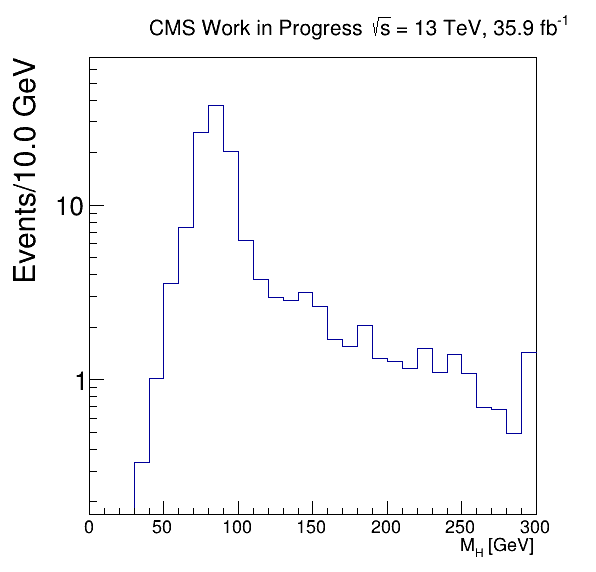 CMS Work in Progress √s = 13 TeV, 35.9 fb⁻¹
Events/10.0 GeV
10
1
0 50 100 150 200 250 300
M_H [GeV]